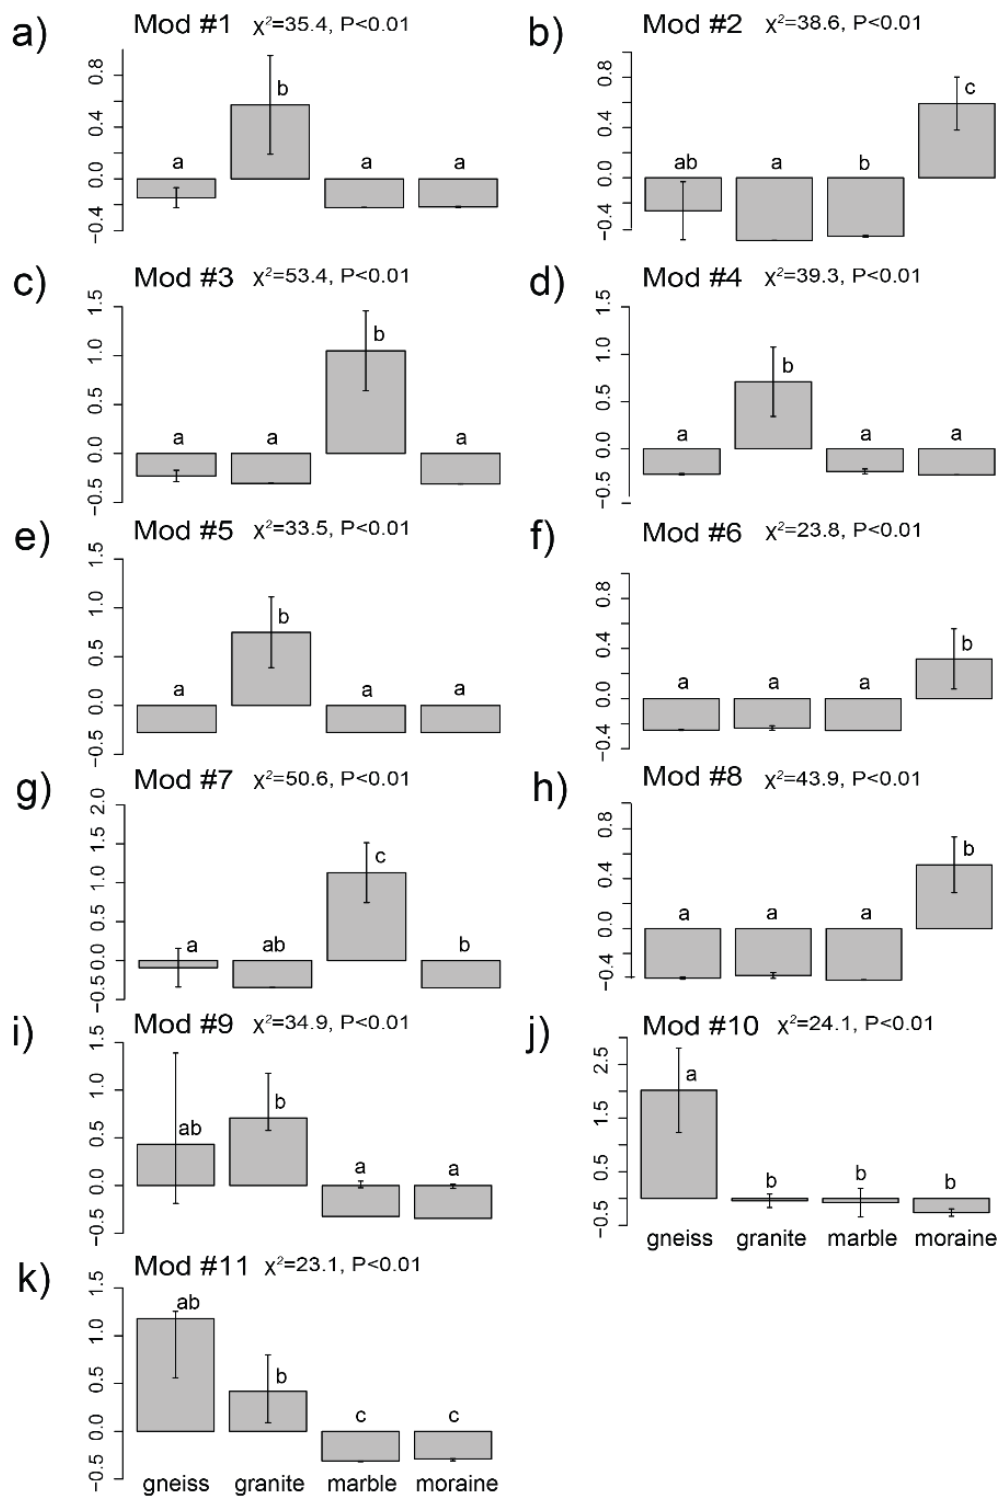 a) Mod #1 χ²=35.4, P<0.01
0.8
0.4
0.0
−0.4
a b a a
b) Mod #2 χ²=38.6, P<0.01
0.8
0.4
0.0
−0.4
ab a b c
c) Mod #3 χ²=53.4, P<0.01
1.5
1.0
0.5
0.0
−0.5
a a b a
d) Mod #4 χ²=39.3, P<0.01
1.5
1.0
0.5
0.0
−0.5
a b a a
e) Mod #5 χ²=33.5, P<0.01
1.5
1.0
0.5
0.0
−0.5
a b a a
f) Mod #6 χ²=23.8, P<0.01
0.8
0.4
0.0
−0.4
a a a b
g) Mod #7 χ²=50.6, P<0.01
2.0
1.5
1.0
0.5
0.0
−0.5
a ab c b
h) Mod #8 χ²=43.9, P<0.01
0.8
0.4
0.0
−0.4
a a a b
i) Mod #9 χ²=34.9, P<0.01
1.5
1.0
0.5
0.0
−0.5
ab b a a
j) Mod #10 χ²=24.1, P<0.01
2.5
1.5
0.5
−0.5
a b b b
gneiss granite marble moraine
k) Mod #11 χ²=23.1, P<0.01
1.5
1.0
0.5
0.0
−0.5
ab b c c
gneiss granite marble moraine